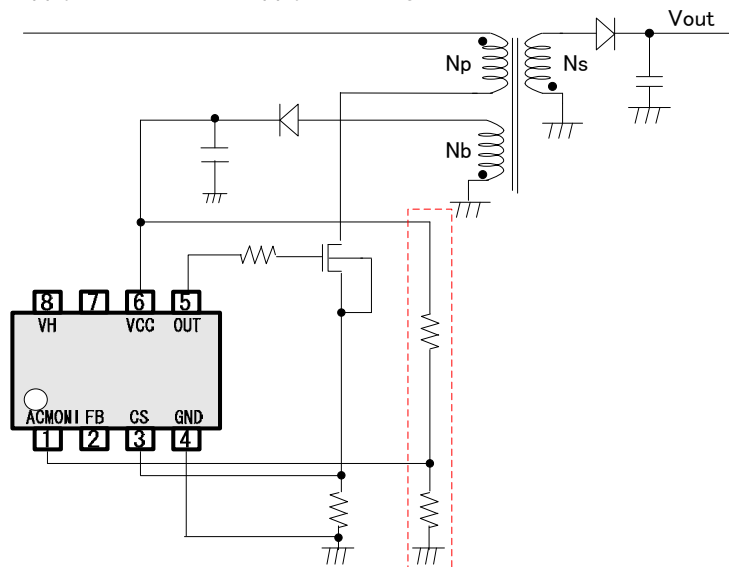 Vout
Np
Ns
Nb
8 7 6 5
VH VCC OUT
ACMONI FB CS GND
1 2 3 4